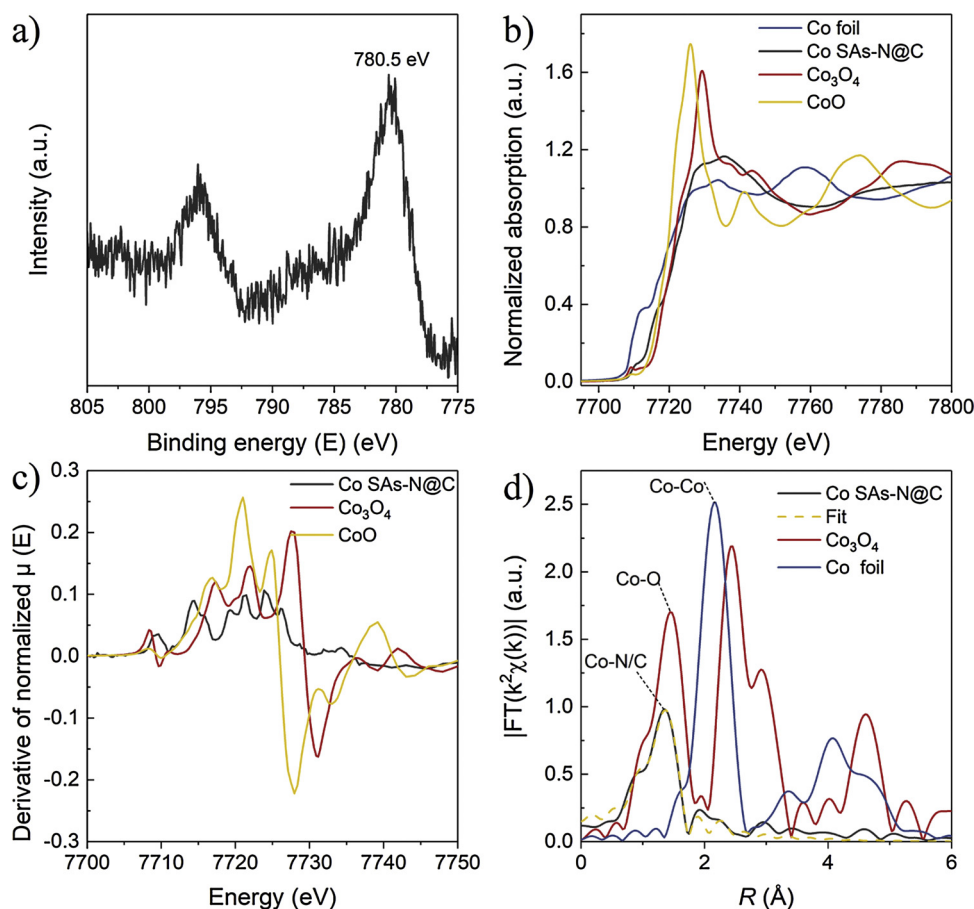 a)
780.5 eV
Intensity (a.u.)
805 800 795 790 785 780 775
Binding energy (E) (eV)
b)
Co foil
Co SAs-N@C
Co₃O₄
CoO
Normalized absorption (a.u.)
1.6
1.2
0.8
0.4
0.0
7700 7720 7740 7760 7780 7800
Energy (eV)
c)
Co SAs-N@C
Co₃O₄
CoO
Derivative of normalized μ (E)
0.3
0.2
0.1
0.0
-0.1
-0.2
-0.3
7700 7710 7720 7730 7740 7750
Energy (eV)
d)
Co-Co
Co-O
Co-N/C
Co SAs-N@C
Fit
Co₃O₄
Co foil
|FT(k²χ(k))| (a.u.)
2.5
2.0
1.5
1.0
0.5
0.0
0 2 4 6
R (Å)